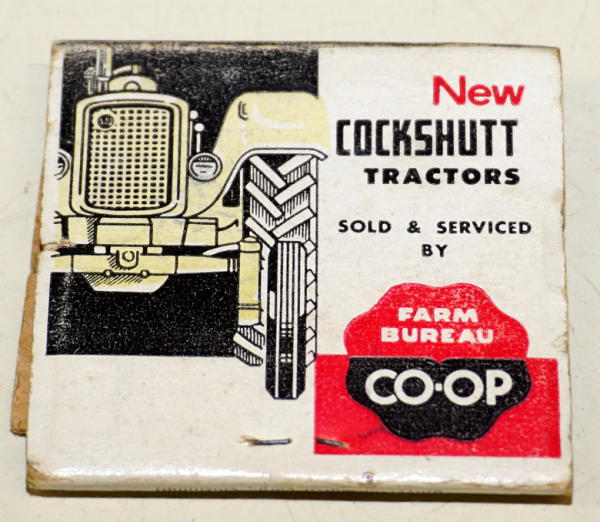 New
COCKSHUTT
TRACTORS
SOLD & SERVICED
BY
FARM
BUREAU
CO-OP